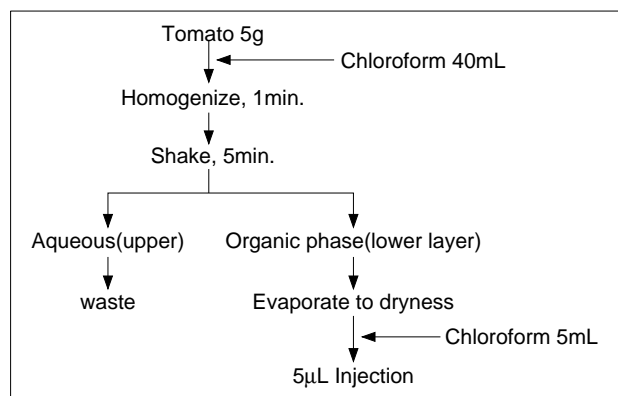 Tomato 5g
Chloroform 40mL
Homogenize, 1min.
Shake, 5min.
Aqueous(upper)
Organic phase(lower layer)
waste
Evaporate to dryness
Chloroform 5mL
5μL Injection